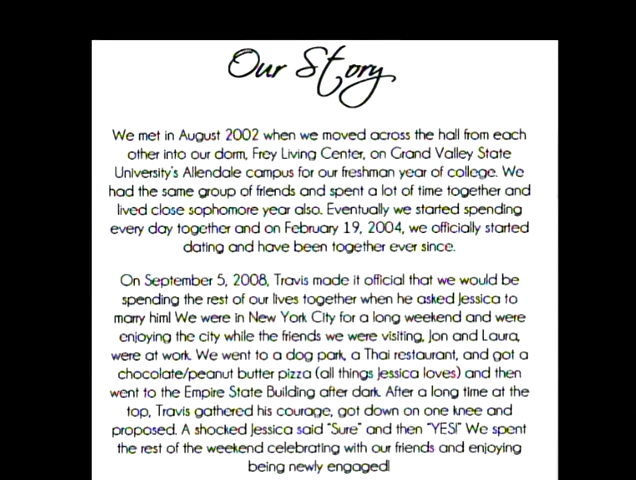 Our Story
We met in August 2002 when we moved across the hall from each
other into our dorm, Frey Living Center, on Grand Valley State
University's Allendale campus for our freshman year of college. We
had the same group of friends and spent a lot of time together and
lived close sophomore year also. Eventually we started spending
every day together and on February 19, 2004, we officially started
dating and have been together ever since.
On September 5, 2008, Travis made it official that we would be
spending the rest of our lives together when he asked Jessica to
marry him! We were in New York City for a long weekend and were
enjoying the city while the friends we were visiting, Jon and Laura,
were at work. We went to a dog park, a Thai restaurant, and got a
chocolate/peanut butter pizza (all things Jessica loves) and then
went to the Empire State Building after dark. After a long time at the
top, Travis gathered his courage, got down on one knee and
proposed. A shocked Jessica said "Sure" and then "YES!" We spent
the rest of the weekend celebrating with our friends and enjoying
being newly engaged!